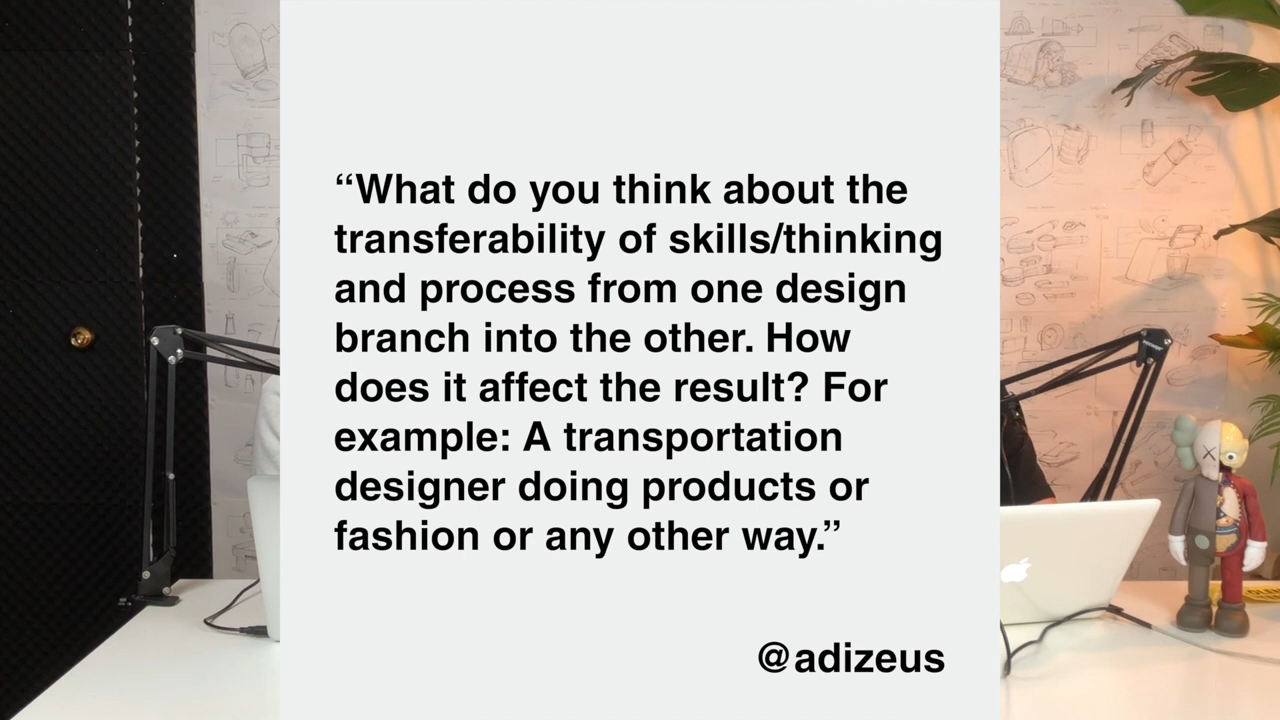 “What do you think about the
transferability of skills/thinking
and process from one design
branch into the other. How
does it affect the result? For
example: A transportation
designer doing products or
fashion or any other way.”
@adizeus